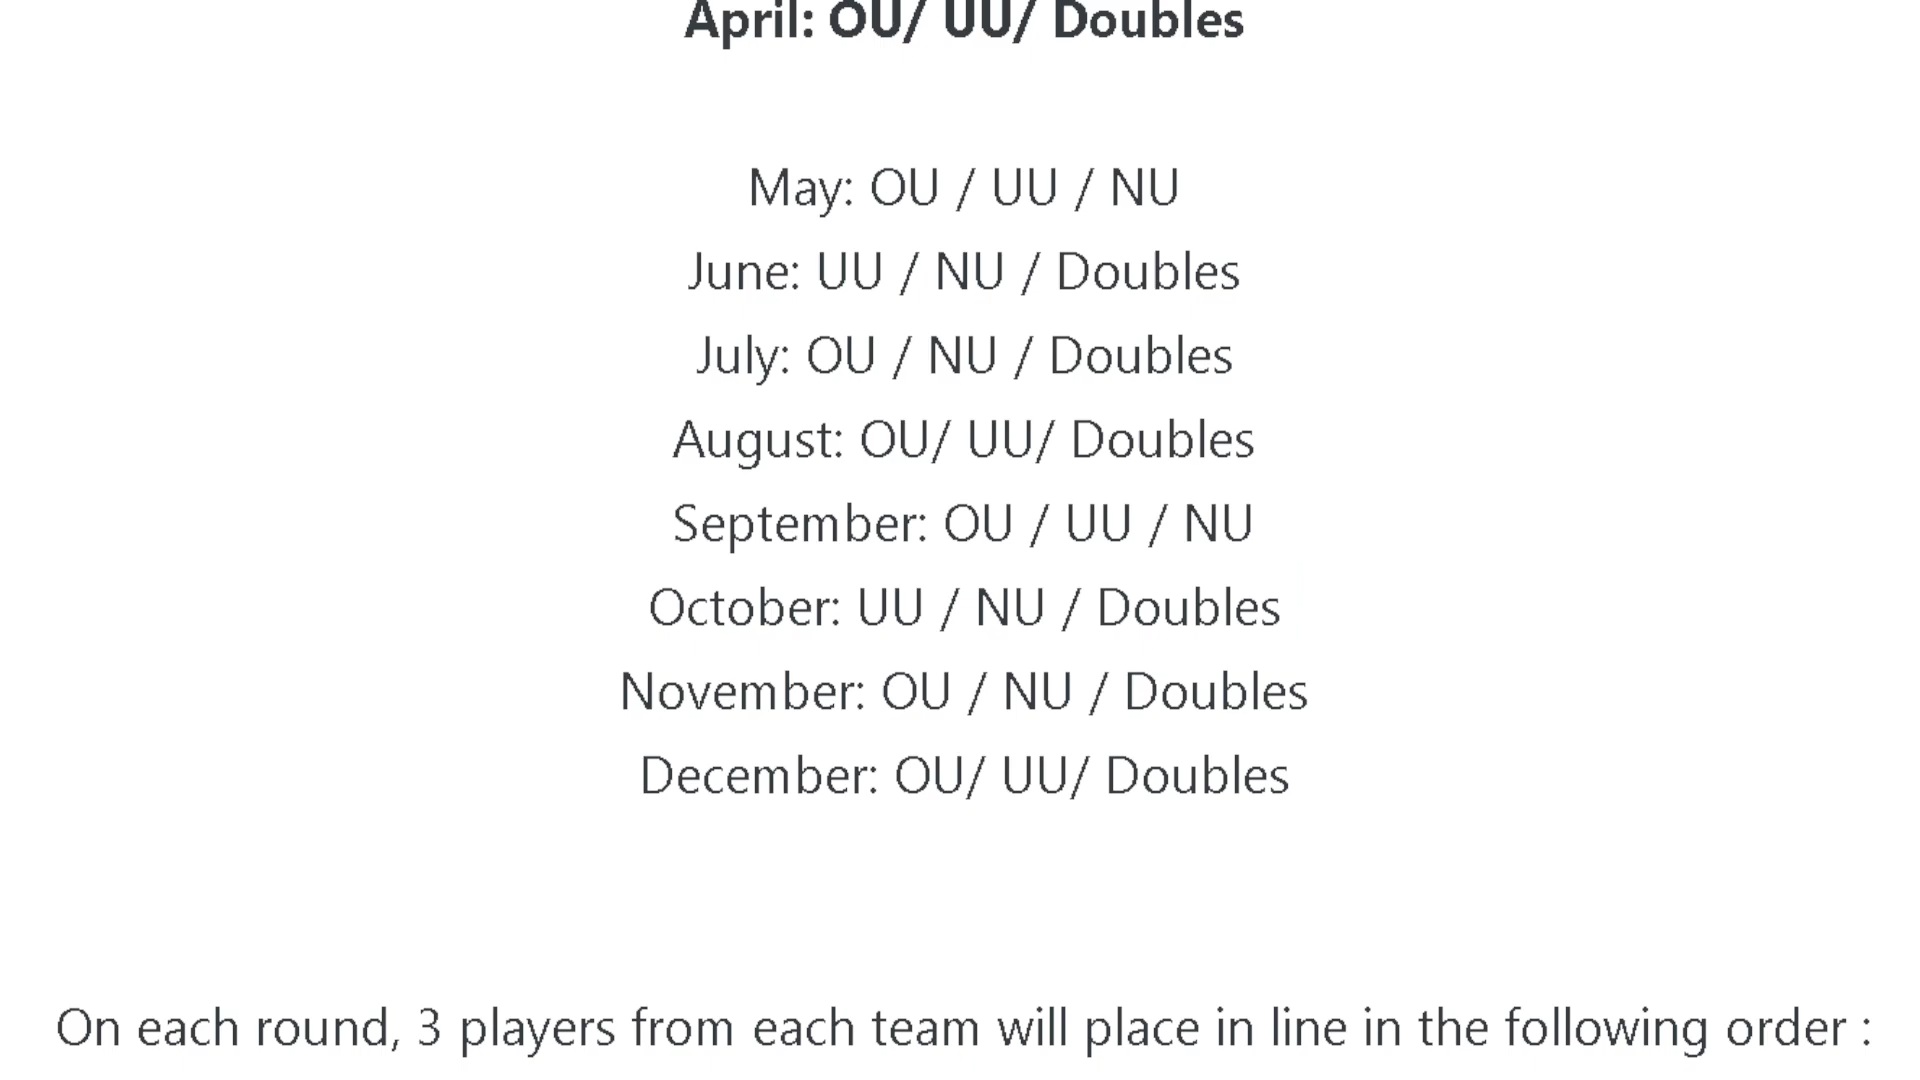 April: OU/ UU/ Doubles
May: OU / UU / NU
June: UU / NU / Doubles
July: OU / NU / Doubles
August: OU/ UU/ Doubles
September: OU / UU / NU
October: UU / NU / Doubles
November: OU / NU / Doubles
December: OU/ UU/ Doubles
On each round, 3 players from each team will place in line in the following order :